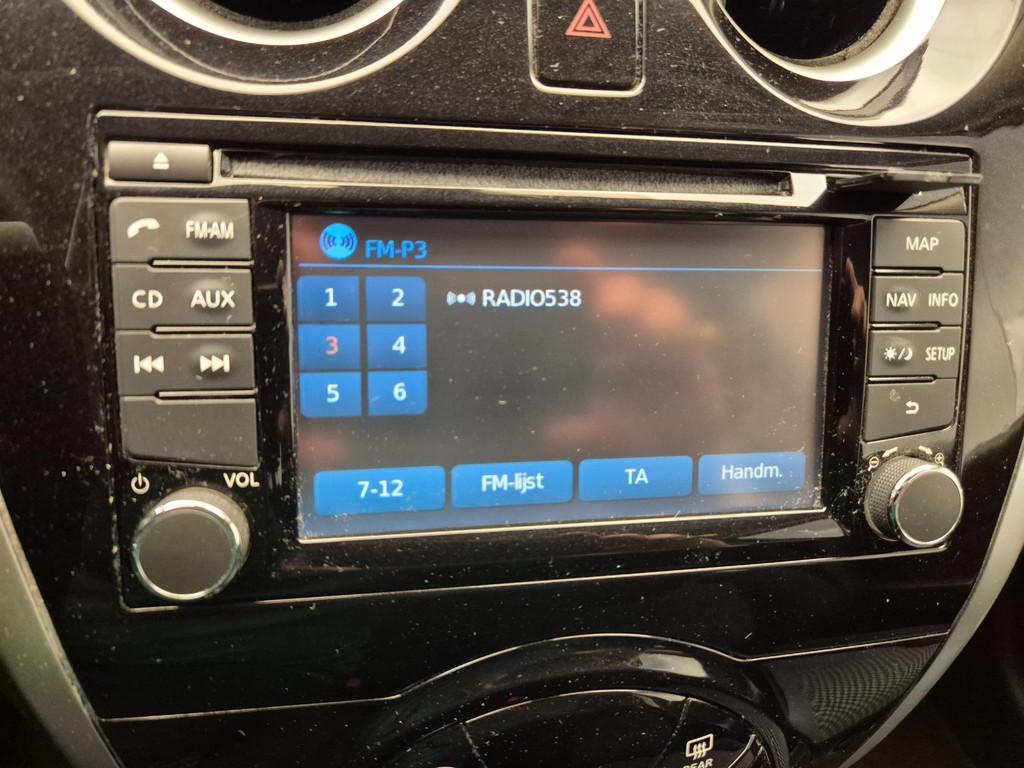 FM-AM
CD AUX
VOL
FM-P3
1 2
3 4
5 6
RADIO538
7-12 FM-lijst TA Handm.
MAP
NAV INFO
SETUP
REAR